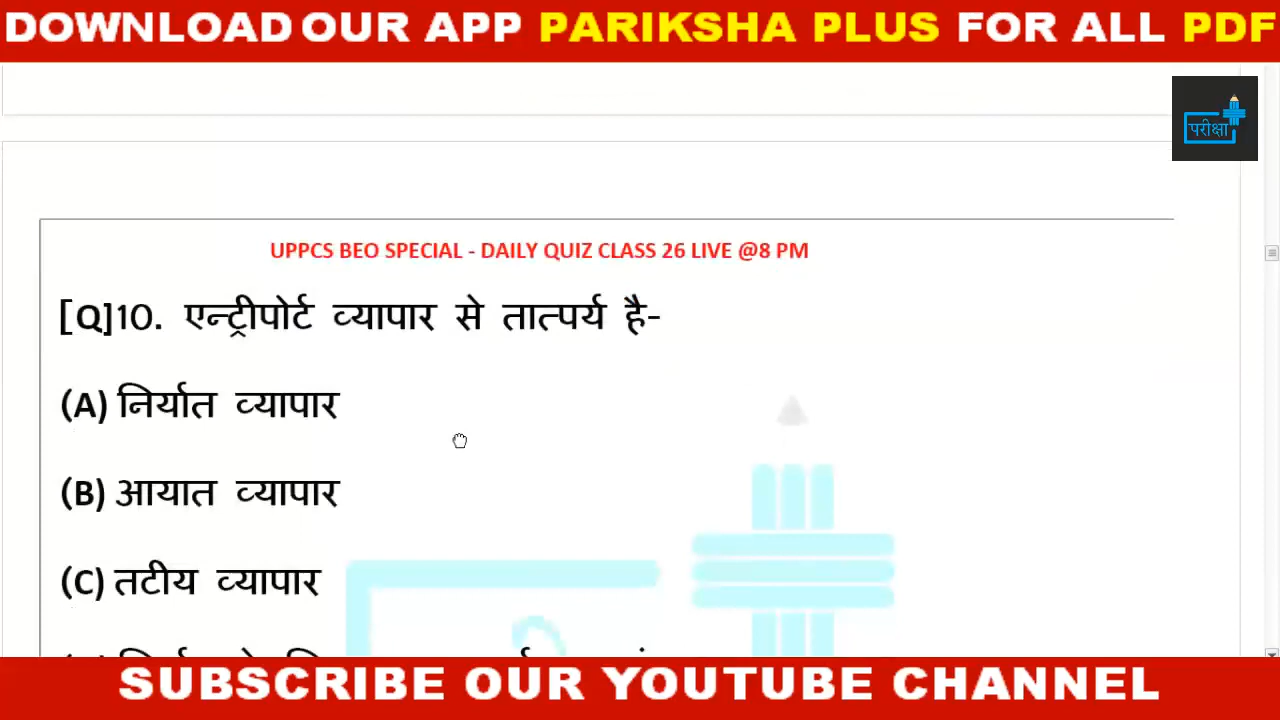 DOWNLOAD OUR APP PARIKSHA PLUS FOR ALL PDF
परीक्षा
UPPCS BEO SPECIAL - DAILY QUIZ CLASS 26 LIVE @8 PM
[Q]10. एन्ट्रीपोर्ट व्यापार से तात्पर्य है-
(A) निर्यात व्यापार
(B) आयात व्यापार
(C) तटीय व्यापार
SUBSCRIBE OUR YOUTUBE CHANNEL